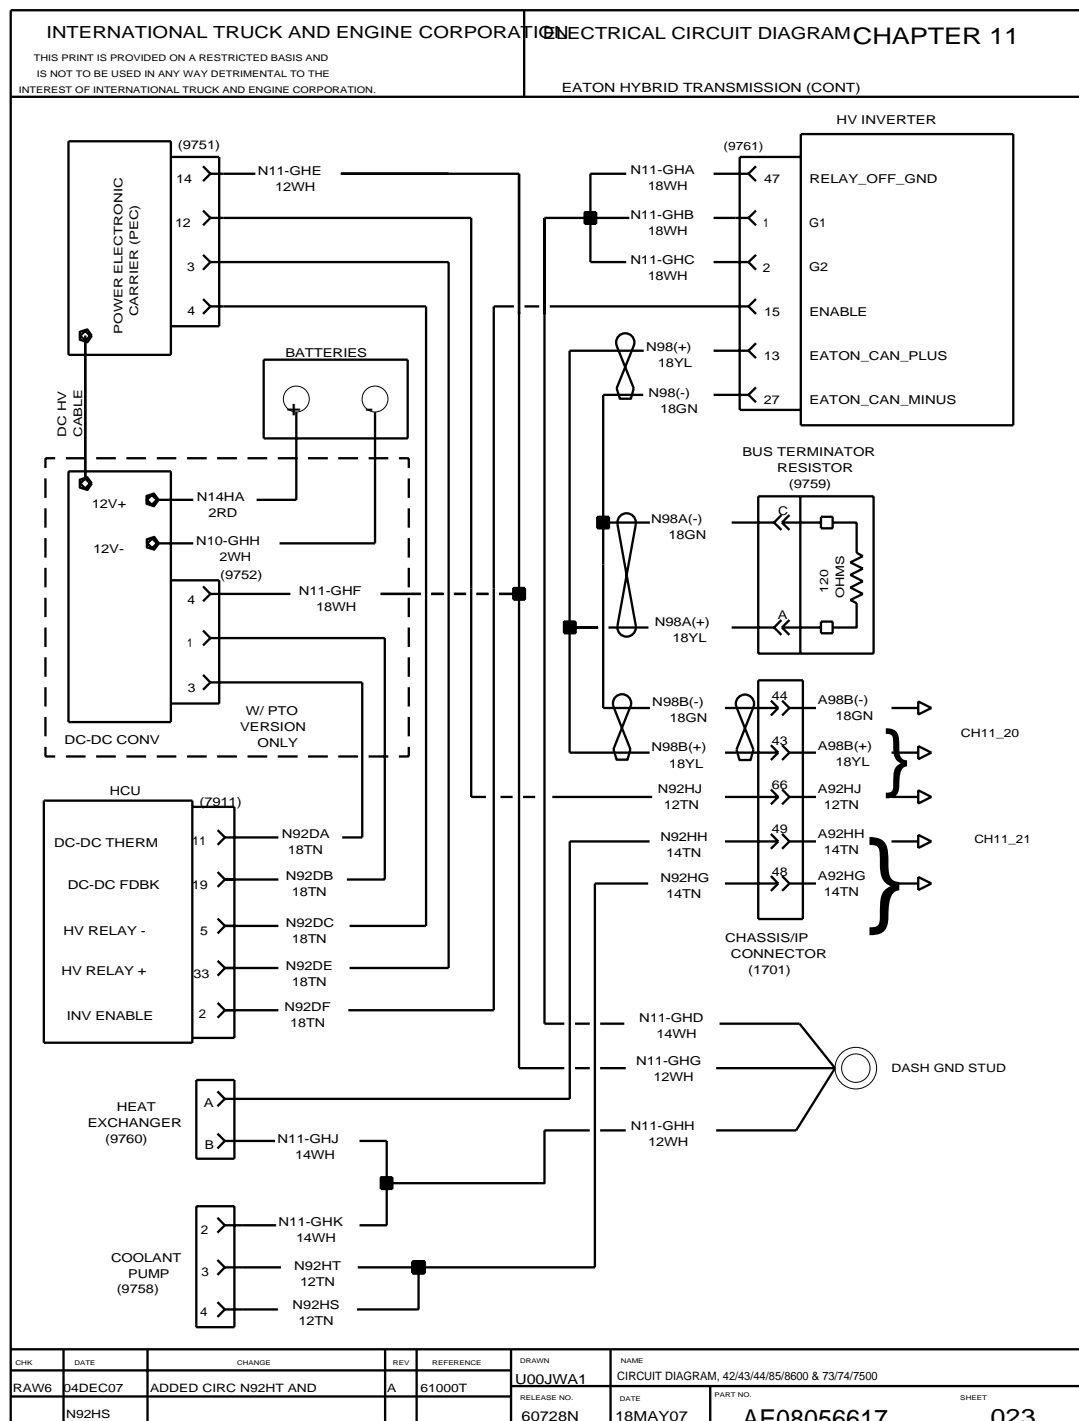 INTERNATIONAL TRUCK AND ENGINE CORPORATION
ELECTRICAL CIRCUIT DIAGRAM CHAPTER 11
THIS PRINT IS PROVIDED ON A RESTRICTED BASIS AND
IS NOT TO BE USED IN ANY WAY DETRIMENTAL TO THE
INTEREST OF INTERNATIONAL TRUCK AND ENGINE CORPORATION.
EATON HYBRID TRANSMISSION (CONT)
POWER ELECTRONIC
CARRIER (PEC)
(9751)
14
12
3
4
N11-GHE
12WH
DC HV
CABLE
BATTERIES
+
-
12V+
12V-
N14HA
2RD
N10-GHH
2WH
(9752)
4
1
3
N11-GHF
18WH
W/ PTO
VERSION
ONLY
DC-DC CONV
HV INVERTER
(9761)
N11-GHA
18WH
47
RELAY_OFF_GND
N11-GHB
18WH
1
G1
N11-GHC
18WH
2
G2
15
ENABLE
N98(+)
18YL
13
EATON_CAN_PLUS
N98(-)
18GN
27
EATON_CAN_MINUS
BUS TERMINATOR
RESISTOR
(9759)
N98A(-)
18GN
C
120
OHMS
N98A(+)
18YL
A
N98B(-)
18GN
44
A98B(-)
18GN
N98B(+)
18YL
43
A98B(+)
18YL
CH11_20
N92HJ
12TN
66
A92HJ
12TN
N92HH
14TN
49
A92HH
14TN
CH11_21
N92HG
14TN
48
A92HG
14TN
CHASSIS/IP
CONNECTOR
(1701)
HCU
(7911)
DC-DC THERM
11
N92DA
18TN
DC-DC FDBK
19
N92DB
18TN
HV RELAY -
5
N92DC
18TN
HV RELAY +
33
N92DE
18TN
INV ENABLE
2
N92DF
18TN
N11-GHD
14WH
N11-GHG
12WH
DASH GND STUD
N11-GHH
12WH
HEAT
EXCHANGER
(9760)
A
B
N11-GHJ
14WH
COOLANT
PUMP
(9758)
2
N11-GHK
14WH
3
N92HT
12TN
4
N92HS
12TN
CHK DATE CHANGE REV REFERENCE
RAW6 04DEC07 ADDED CIRC N92HT AND A 61000T
N92HS
DRAWN
U00JWA1
NAME
CIRCUIT DIAGRAM, 42/43/44/85/8600 & 73/74/7500
RELEASE NO.
60728N
DATE
18MAY07
PART NO.
AE08056617
SHEET
023